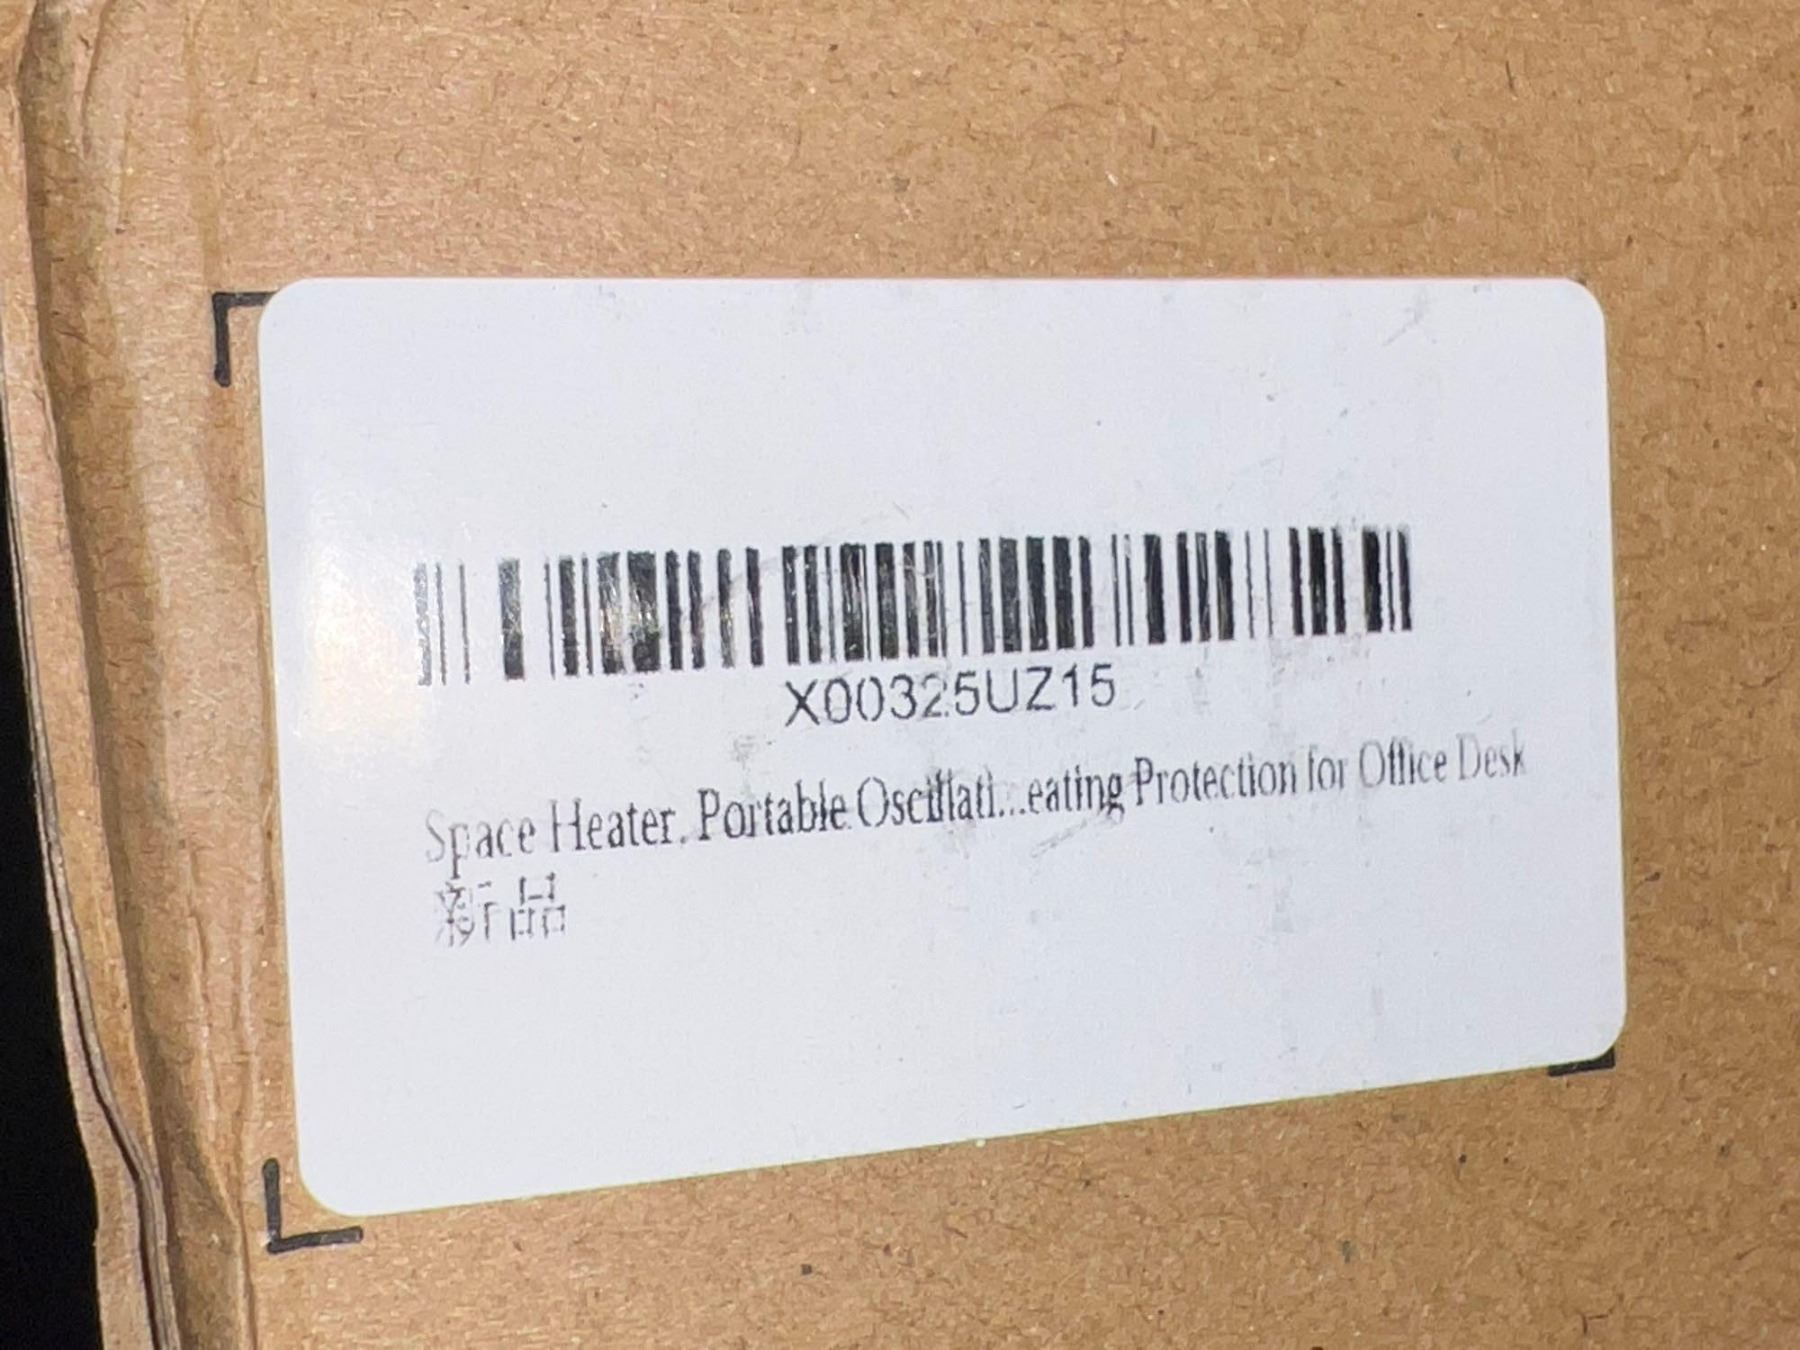 X00325UZ15
Space Heater, Portable Oscillati...eating Protection for Office Desk
新品